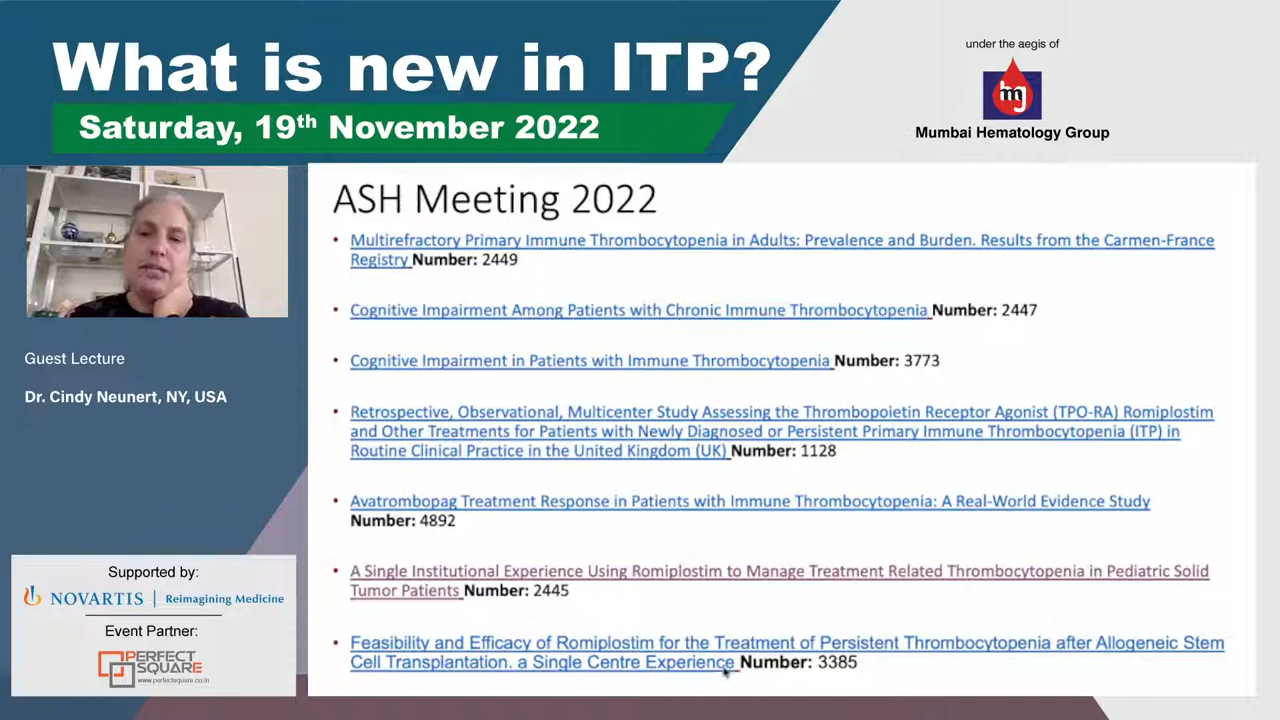 What is new in ITP?
Saturday, 19th November 2022
under the aegis of
mg
Mumbai Hematology Group
Guest Lecture
Dr. Cindy Neunert, NY, USA
Supported by:
NOVARTIS | Reimagining Medicine
Event Partner:
PERFECT
SQUARE
www.perfectsquare.co.in
ASH Meeting 2022
• Multirefractory Primary Immune Thrombocytopenia in Adults: Prevalence and Burden. Results from the Carmen-France
Registry Number: 2449
• Cognitive Impairment Among Patients with Chronic Immune Thrombocytopenia Number: 2447
• Cognitive Impairment in Patients with Immune Thrombocytopenia Number: 3773
• Retrospective, Observational, Multicenter Study Assessing the Thrombopoietin Receptor Agonist (TPO-RA) Romiplostim
and Other Treatments for Patients with Newly Diagnosed or Persistent Primary Immune Thrombocytopenia (ITP) in
Routine Clinical Practice in the United Kingdom (UK) Number: 1128
• Avatrombopag Treatment Response in Patients with Immune Thrombocytopenia: A Real-World Evidence Study
Number: 4892
• A Single Institutional Experience Using Romiplostim to Manage Treatment Related Thrombocytopenia in Pediatric Solid
Tumor Patients Number: 2445
• Feasibility and Efficacy of Romiplostim for the Treatment of Persistent Thrombocytopenia after Allogeneic Stem
Cell Transplantation. a Single Centre Experience Number: 3385